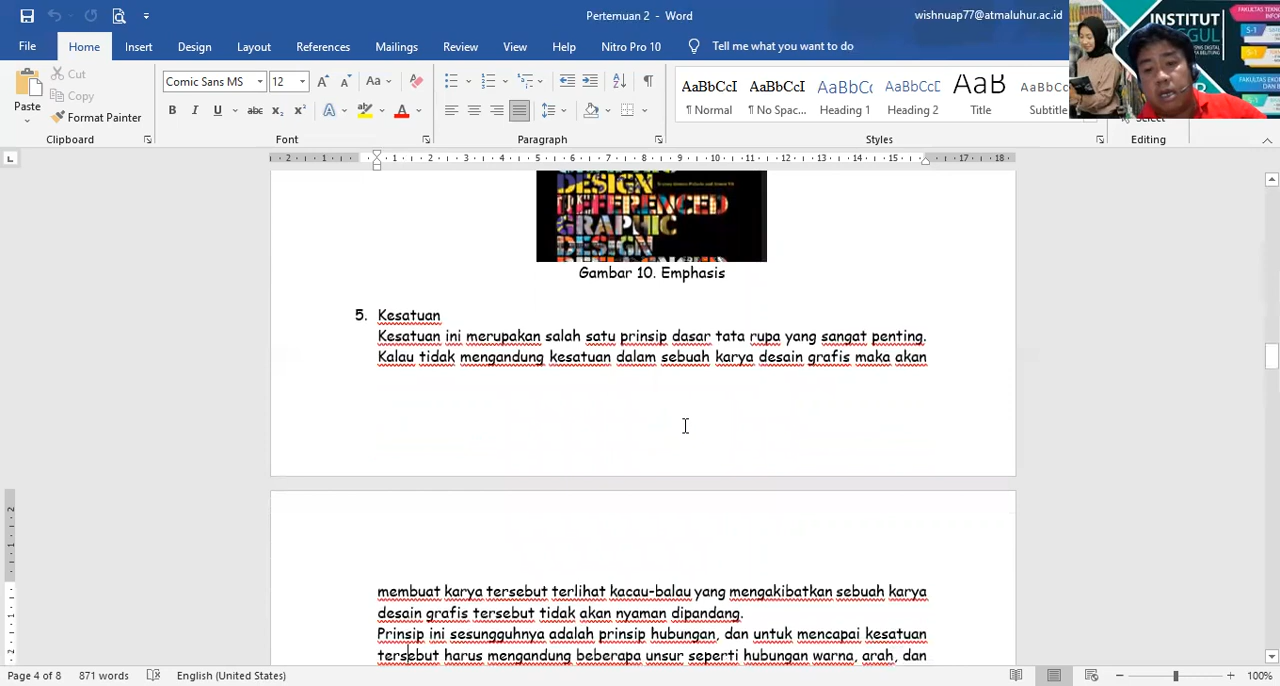 Pertemuan 2 - Word
wishnuap77@atmaluhur.ac.id
INSTITUT
File Home Insert Design Layout References Mailings Review View Help Nitro Pro 10 Tell me what you want to do
Paste
Cut
Copy
Format Painter
Comic Sans MS 12
AaBbCcI AaBbCcI AaBbCc AaBbCcD AaB AaBbCc
¶ Normal ¶ No Spac... Heading 1 Heading 2 Title Subtitle
Select
Clipboard Font Paragraph Styles Editing
DESIGN
REFERENCED
GRAPHIC
DESIGN
Gambar 10. Emphasis
5. Kesatuan
Kesatuan ini merupakan salah satu prinsip dasar tata rupa yang sangat penting.
Kalau tidak mengandung kesatuan dalam sebuah karya desain grafis maka akan
membuat karya tersebut terlihat kacau-balau yang mengakibatkan sebuah karya
desain grafis tersebut tidak akan nyaman dipandang.
Prinsip ini sesungguhnya adalah prinsip hubungan, dan untuk mencapai kesatuan
tersebut harus mengandung beberapa unsur seperti hubungan warna, arah, dan
Page 4 of 8 871 words English (United States) 100%